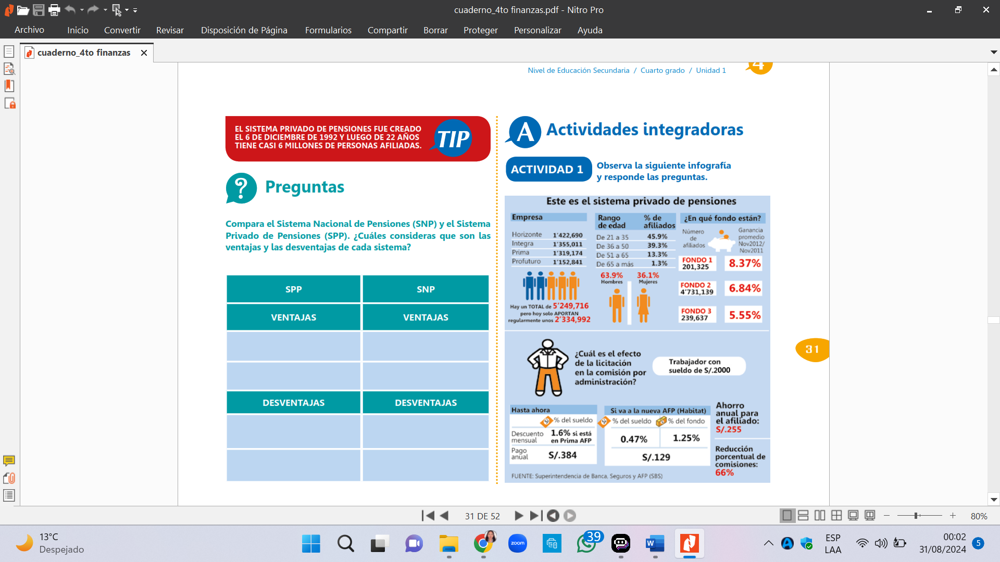 cuaderno_4to finanzas.pdf - Nitro Pro
Archivo Inicio Convertir Revisar Disposición de Página Formularios Compartir Borrar Proteger Personalizar Ayuda
cuaderno_4to finanzas
Nivel de Educación Secundaria / Cuarto grado / Unidad 1
4
EL SISTEMA PRIVADO DE PENSIONES FUE CREADO
EL 6 DE DICIEMBRE DE 1992 Y LUEGO DE 22 AÑOS
TIENE CASI 6 MILLONES DE PERSONAS AFILIADAS.
TIP
? Preguntas
Compara el Sistema Nacional de Pensiones (SNP) y el Sistema
Privado de Pensiones (SPP). ¿Cuáles consideras que son las
ventajas y las desventajas de cada sistema?
SPP SNP
VENTAJAS VENTAJAS
DESVENTAJAS DESVENTAJAS
A Actividades integradoras
ACTIVIDAD 1
Observa la siguiente infografía
y responde las preguntas.
Este es el sistema privado de pensiones
Empresa
Horizonte 1'422,690
Integra 1'355,011
Prima 1'319,174
Profuturo 1'152,841
Hay un TOTAL de 5'249,716
pero hoy solo APORTAN
regularmente unos 2'334,992
Rango de edad
% de afiliados
De 21 a 35 45.9%
De 36 a 50 39.3%
De 51 a 65 13.3%
De 65 a más 1.3%
63.9% 36.1%
Hombres Mujeres
¿En qué fondo están?
Número
de
afiliados
Ganancia
promedio
Nov2012/
Nov2011
FONDO 1
201,325
8.37%
FONDO 2
4'731,139
6.84%
FONDO 3
239,637
5.55%
¿Cuál es el efecto
de la licitación
en la comisión por
administración?
Trabajador con
sueldo de S/.2000
Hasta ahora
% del sueldo
Descuento
mensual
1.6% si está
en Prima AFP
Pago
anual
S/.384
Si va a la nueva AFP (Habitat)
% del sueldo % del fondo
0.47% 1.25%
S/.129
Ahorro
anual para
el afiliado:
S/.255
Reducción
porcentual de
comisiones:
66%
FUENTE: Superintendencia de Banca, Seguros y AFP (SBS)
31
31 DE 52
80%
13°C
Despejado
zoom
39
W
ESP
LAA
00:02
31/08/2024
5